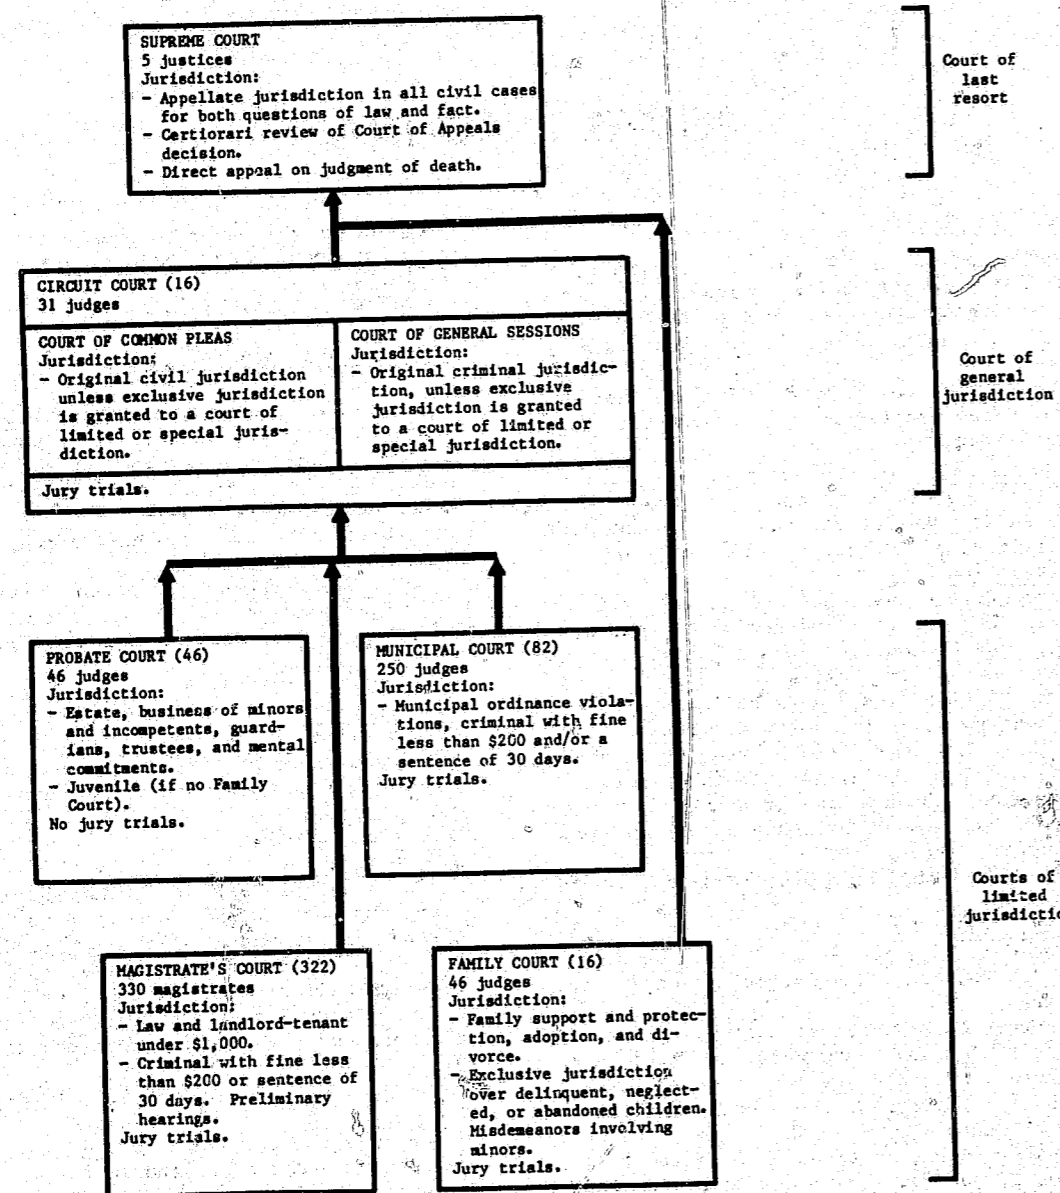 SUPREME COURT
5 justices
Jurisdiction:
- Appellate jurisdiction in all civil cases
for both questions of law and fact.
- Certiorari review of Court of Appeals
decision.
- Direct appeal on judgment of death.
Court of
last
resort
CIRCUIT COURT (16)
31 judges
COURT OF COMMON PLEAS
Jurisdiction:
- Original civil jurisdiction
unless exclusive jurisdiction
is granted to a court of
limited or special juris-
diction.
COURT OF GENERAL SESSIONS
Jurisdiction:
- Original criminal jurisdic-
tion, unless exclusive
jurisdiction is granted
to a court of limited or
special jurisdiction.
Jury trials.
Court of
general
jurisdiction
PROBATE COURT (46)
46 judges
Jurisdiction:
- Estate, business of minors
and incompetents, guard-
ians, trustees, and mental
commitments.
- Juvenile (if no Family
Court).
No jury trials.
MUNICIPAL COURT (82)
250 judges
Jurisdiction:
- Municipal ordinance viola-
tions, criminal with fine
less than $200 and/or a
sentence of 30 days.
Jury trials.
Courts of
limited
jurisdictio
MAGISTRATE'S COURT (322)
330 magistrates
Jurisdiction:
- Law and landlord-tenant
under $1,000.
- Criminal with fine less
than $200 or sentence of
30 days. Preliminary
hearings.
Jury trials.
FAMILY COURT (16)
46 judges
Jurisdiction:
- Family support and protec-
tion, adoption, and di-
vorce.
- Exclusive jurisdiction
over delinquent, neglect-
ed, or abandoned children.
Misdemeanors involving
minors.
Jury trials.